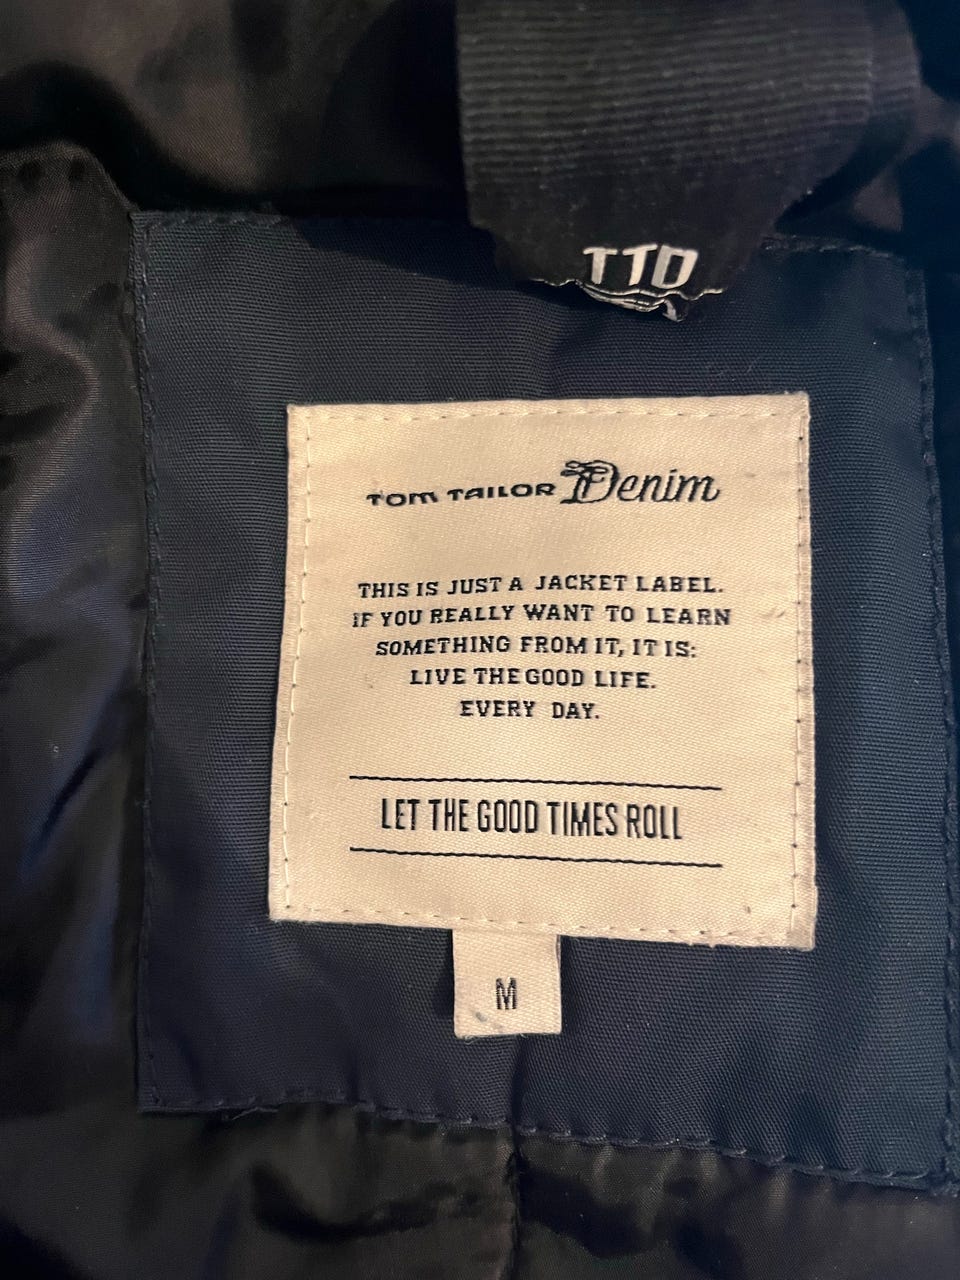 TTD
TOM TAILOR Denim
THIS IS JUST A JACKET LABEL.
IF YOU REALLY WANT TO LEARN
SOMETHING FROM IT, IT IS:
LIVE THE GOOD LIFE.
EVERY DAY.
LET THE GOOD TIMES ROLL
M